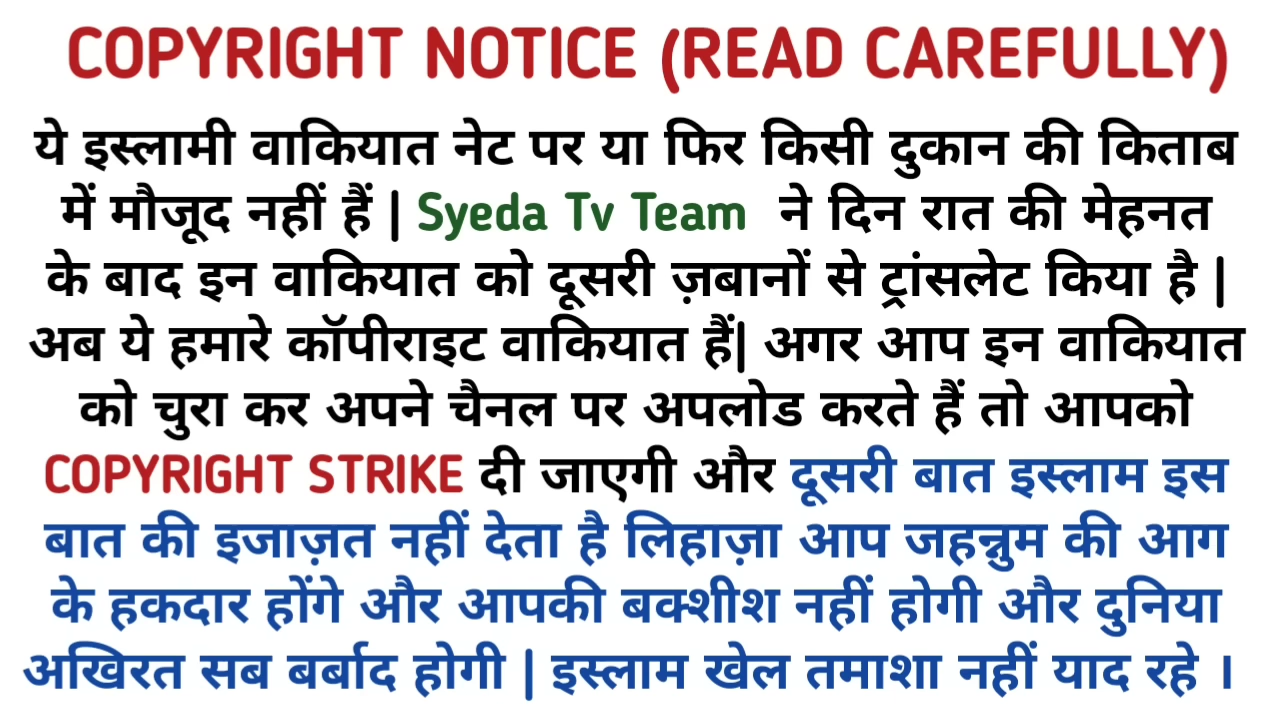 COPYRIGHT NOTICE (READ CAREFULLY)
ये इस्लामी वाकियात नेट पर या फिर किसी दुकान की किताब
में मौजूद नहीं हैं | Syeda Tv Team ने दिन रात की मेहनत
के बाद इन वाकियात को दूसरी ज़बानों से ट्रांसलेट किया है |
अब ये हमारे कॉपीराइट वाकियात हैं| अगर आप इन वाकियात
को चुरा कर अपने चैनल पर अपलोड करते हैं तो आपको
COPYRIGHT STRIKE दी जाएगी और दूसरी बात इस्लाम इस
बात की इजाज़त नहीं देता है लिहाज़ा आप जहन्नुम की आग
के हकदार होंगे और आपकी बक्शीश नहीं होगी और दुनिया
अखिरत सब बर्बाद होगी | इस्लाम खेल तमाशा नहीं याद रहे ।